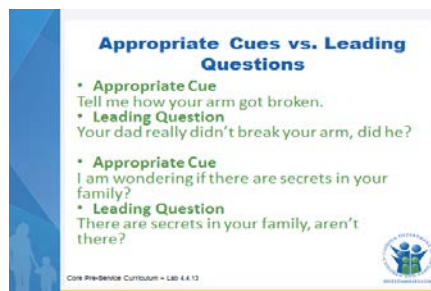 Appropriate Cues vs. Leading
Questions
• Appropriate Cue
Tell me how your arm got broken.
• Leading Question
Your dad really didn't break your arm, did he?
• Appropriate Cue
I am wondering if there are secrets in your
family?
• Leading Question
There are secrets in your family, aren't
there?
Core Pre-Service Curriculum – Lab 4.4.13